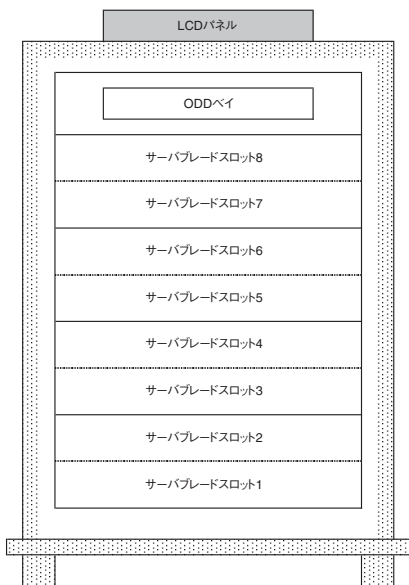 LCDパネル
ODDベイ
サーバブレードスロット8
サーバブレードスロット7
サーバブレードスロット6
サーバブレードスロット5
サーバブレードスロット4
サーバブレードスロット3
サーバブレードスロット2
サーバブレードスロット1